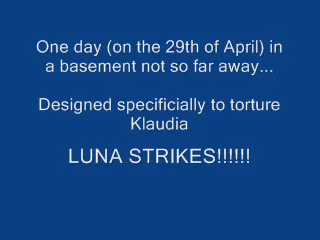 One day (on the 29th of April) in
a basement not so far away...
Designed specificially to torture
Klaudia
LUNA STRIKES!!!!!!